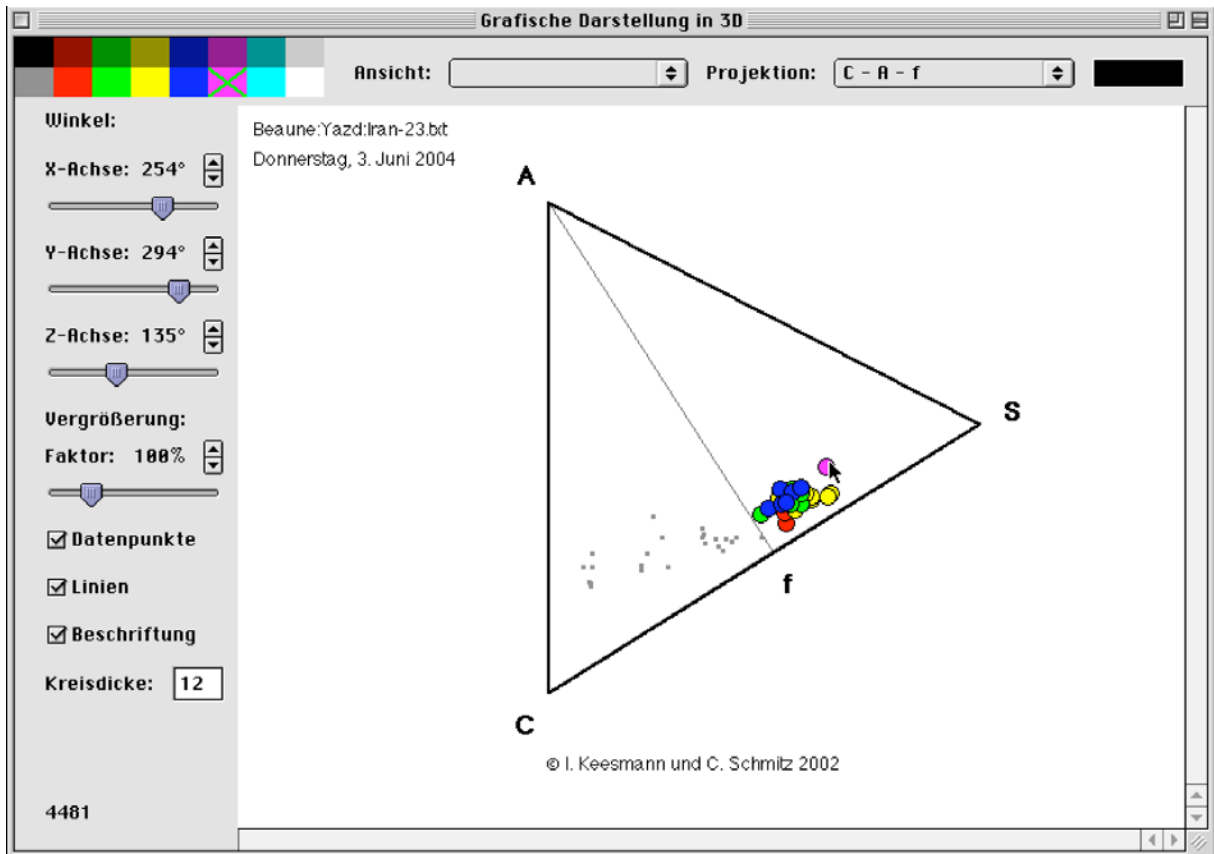 Grafische Darstellung in 3D
Ansicht:
Projektion: C - A - f
Winkel:
X-Achse: 254°
Y-Achse: 294°
Z-Achse: 135°
Vergrößerung:
Faktor: 100%
Datenpunkte
Linien
Beschriftung
Kreisdicke: 12
4481
Beaune:Yazd:Iran-23.txt
Donnerstag, 3. Juni 2004
A
S
f
C
© I. Keesmann und C. Schmitz 2002